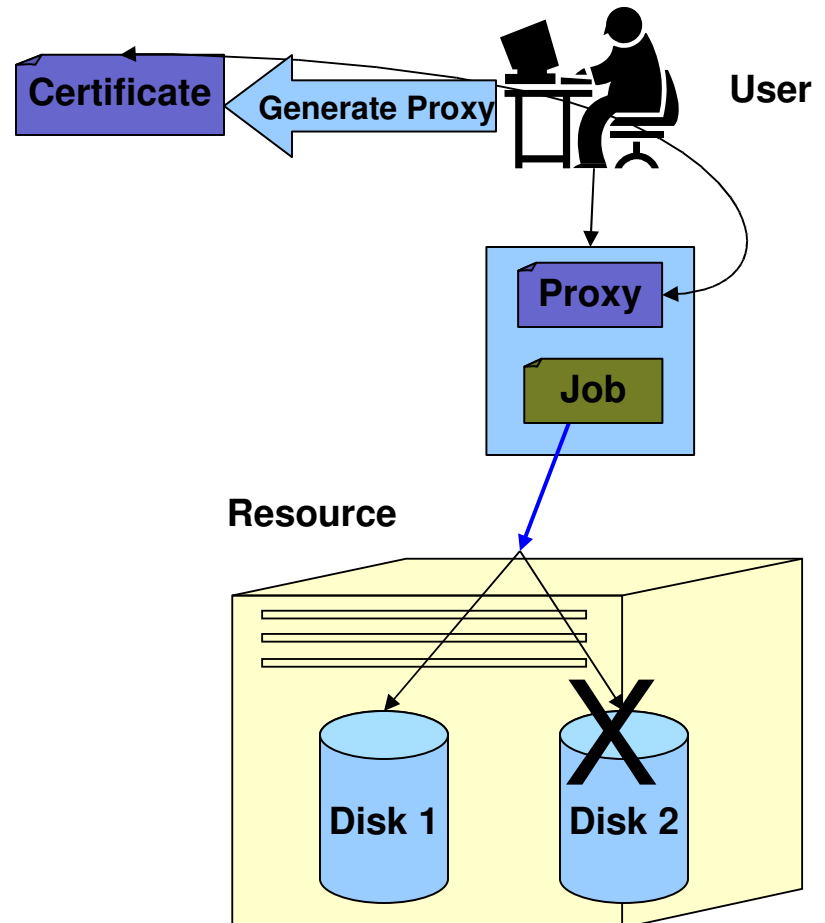 Certificate
Generate Proxy
User
Proxy
Job
Resource
Disk 1
Disk 2